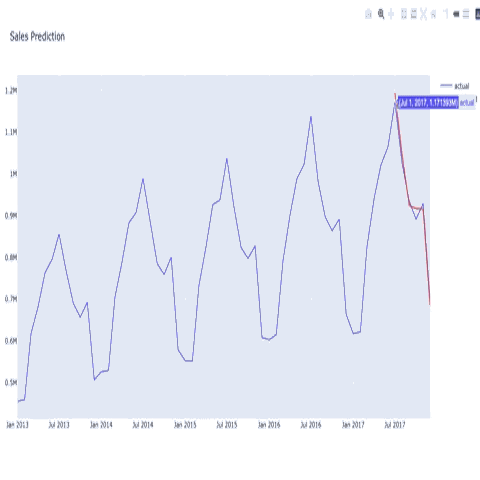 Sales Prediction
actual
(Jul 1, 2017, 1.171393M) actual
1.2M
1.1M
1M
0.9M
0.8M
0.7M
0.6M
0.5M
Jan 2013 Jul 2013 Jan 2014 Jul 2014 Jan 2015 Jul 2015 Jan 2016 Jul 2016 Jan 2017 Jul 2017